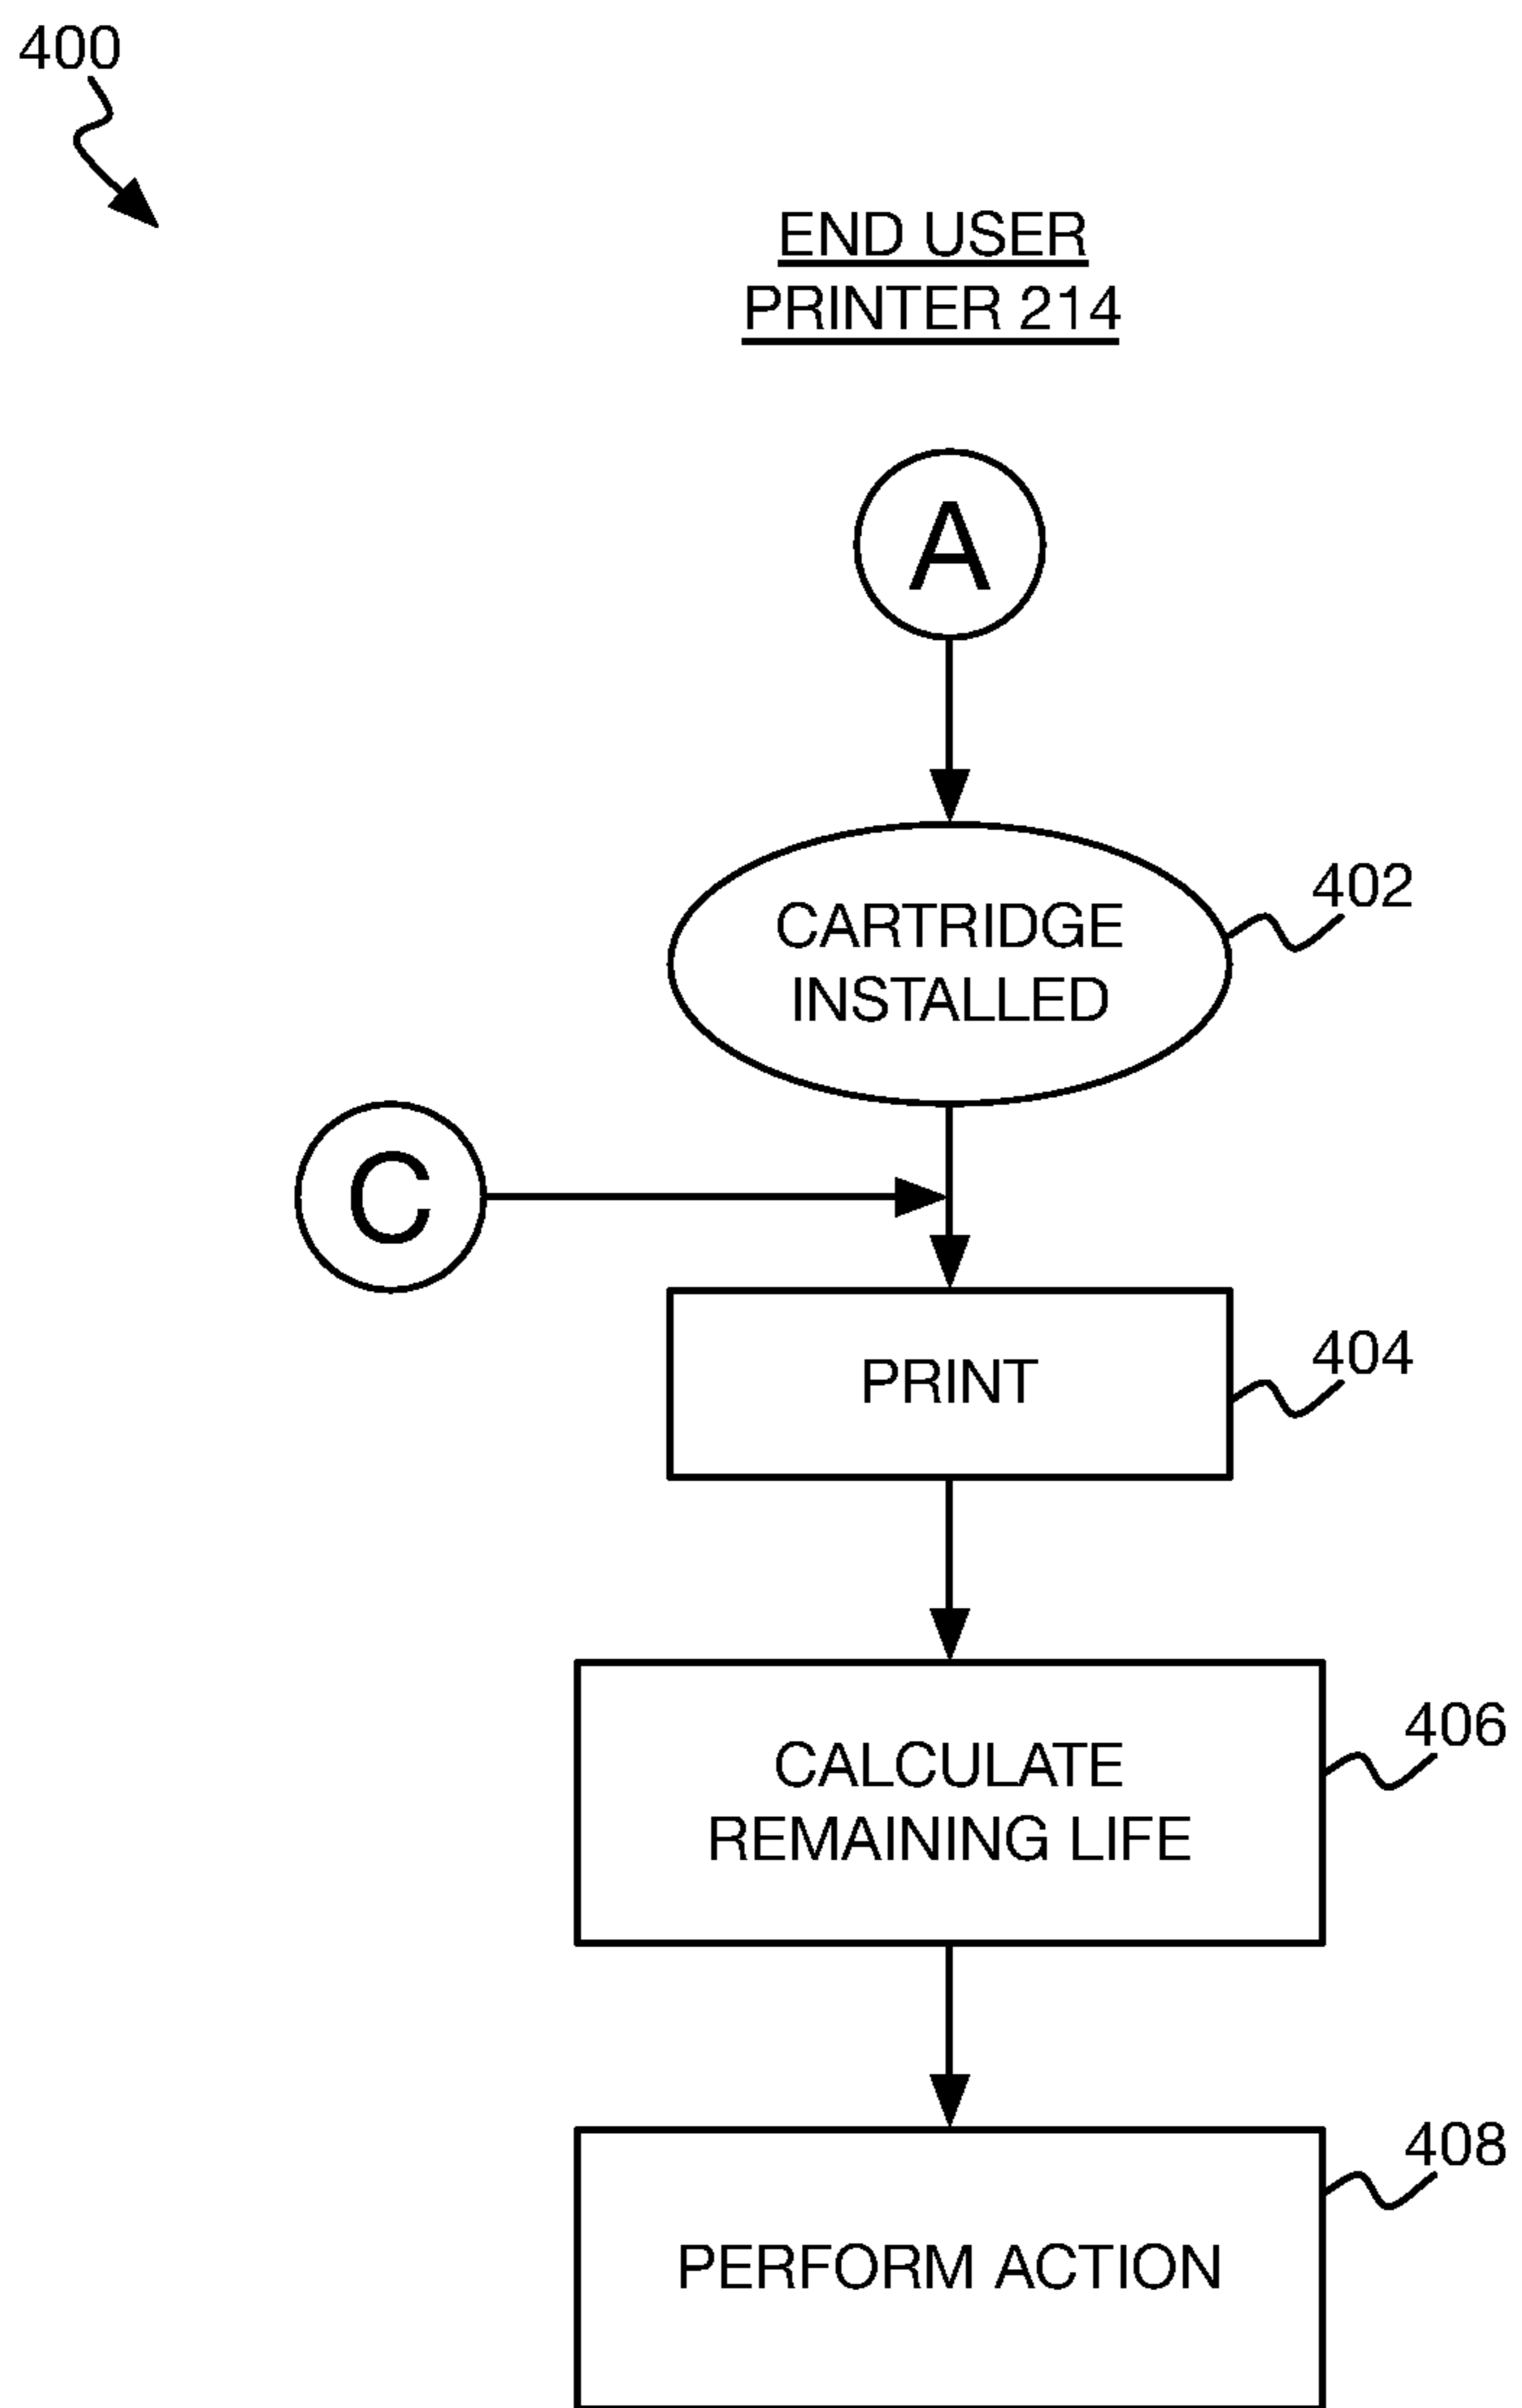 400
END USER
PRINTER 214
A
CARTRIDGE
INSTALLED
402
C
PRINT
404
CALCULATE
REMAINING LIFE
406
PERFORM ACTION
408